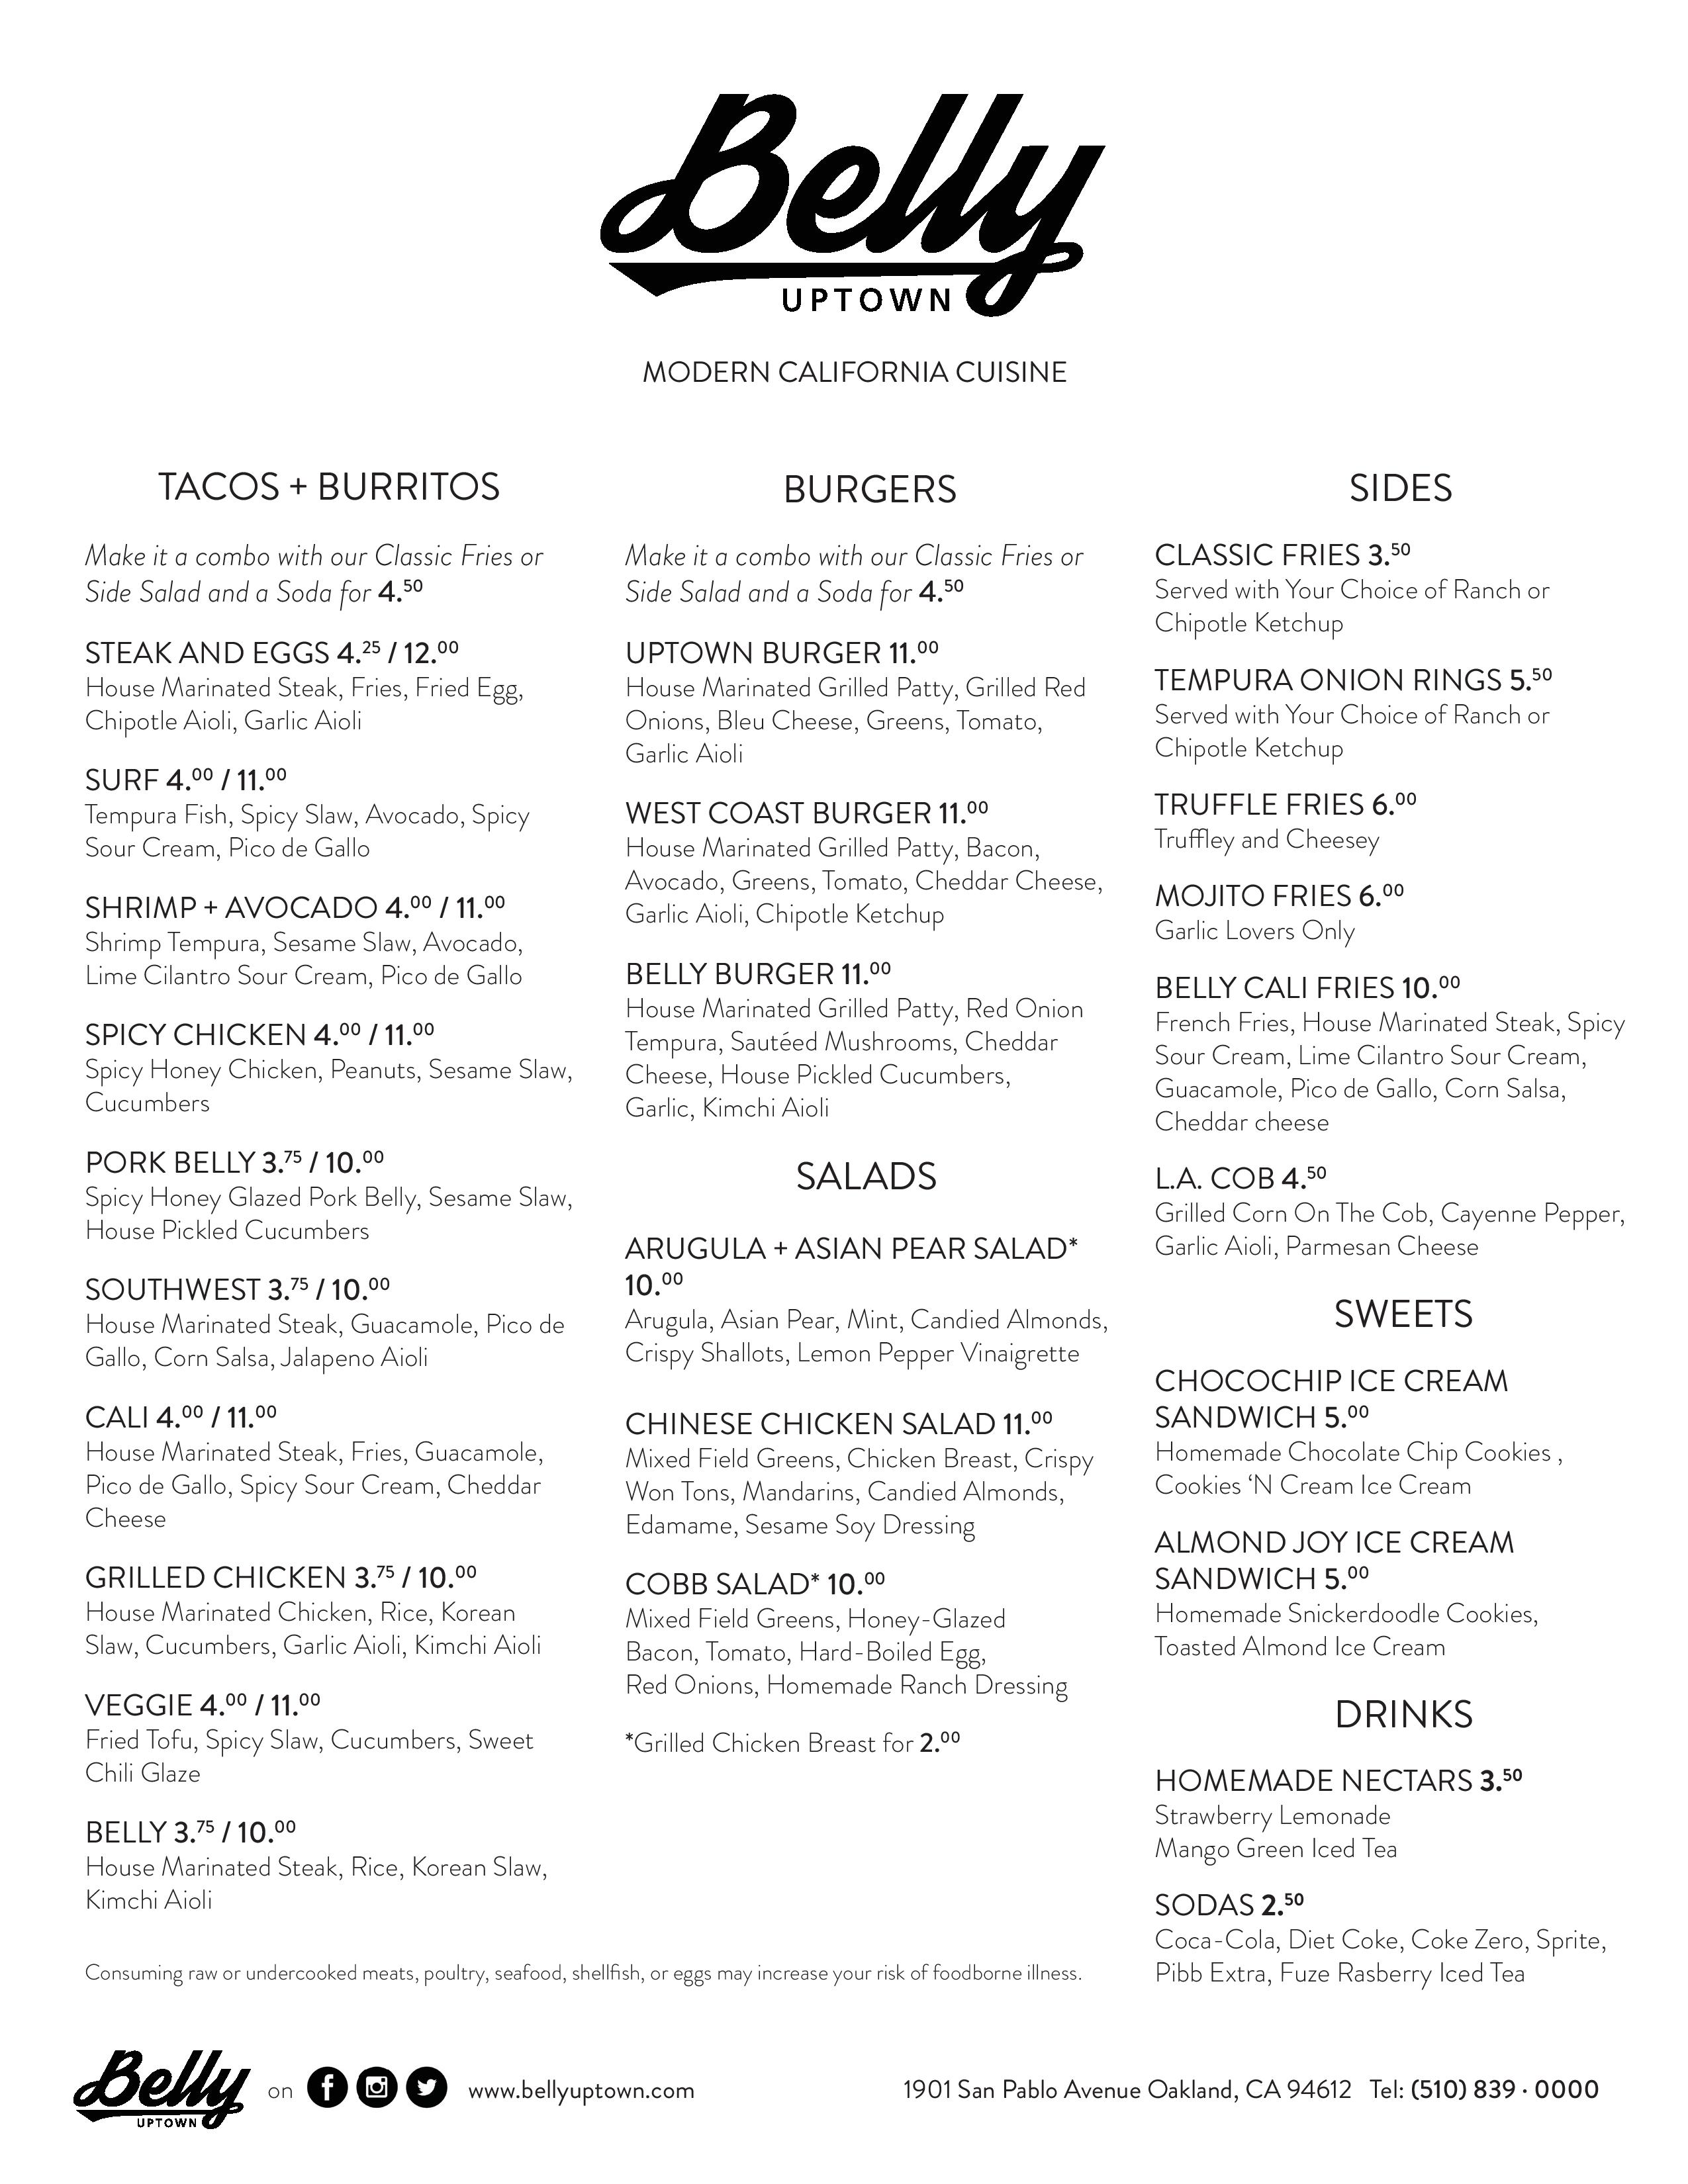 Belly
UPTOWN
MODERN CALIFORNIA CUISINE
TACOS + BURRITOS
Make it a combo with our Classic Fries or
Side Salad and a Soda for 4.50
STEAK AND EGGS 4.25 / 12.00
House Marinated Steak, Fries, Fried Egg,
Chipotle Aioli, Garlic Aioli
SURF 4.00 / 11.00
Tempura Fish, Spicy Slaw, Avocado, Spicy
Sour Cream, Pico de Gallo
SHRIMP + AVOCADO 4.00 / 11.00
Shrimp Tempura, Sesame Slaw, Avocado,
Lime Cilantro Sour Cream, Pico de Gallo
SPICY CHICKEN 4.00 / 11.00
Spicy Honey Chicken, Peanuts, Sesame Slaw,
Cucumbers
PORK BELLY 3.75 / 10.00
Spicy Honey Glazed Pork Belly, Sesame Slaw,
House Pickled Cucumbers
SOUTHWEST 3.75 / 10.00
House Marinated Steak, Guacamole, Pico de
Gallo, Corn Salsa, Jalapeno Aioli
CALI 4.00 / 11.00
House Marinated Steak, Fries, Guacamole,
Pico de Gallo, Spicy Sour Cream, Cheddar
Cheese
GRILLED CHICKEN 3.75 / 10.00
House Marinated Chicken, Rice, Korean
Slaw, Cucumbers, Garlic Aioli, Kimchi Aioli
VEGGIE 4.00 / 11.00
Fried Tofu, Spicy Slaw, Cucumbers, Sweet
Chili Glaze
BELLY 3.75 / 10.00
House Marinated Steak, Rice, Korean Slaw,
Kimchi Aioli
BURGERS
Make it a combo with our Classic Fries or
Side Salad and a Soda for 4.50
UPTOWN BURGER 11.00
House Marinated Grilled Patty, Grilled Red
Onions, Bleu Cheese, Greens, Tomato,
Garlic Aioli
WEST COAST BURGER 11.00
House Marinated Grilled Patty, Bacon,
Avocado, Greens, Tomato, Cheddar Cheese,
Garlic Aioli, Chipotle Ketchup
BELLY BURGER 11.00
House Marinated Grilled Patty, Red Onion
Tempura, Sautéed Mushrooms, Cheddar
Cheese, House Pickled Cucumbers,
Garlic, Kimchi Aioli
SALADS
ARUGULA + ASIAN PEAR SALAD*
10.00
Arugula, Asian Pear, Mint, Candied Almonds,
Crispy Shallots, Lemon Pepper Vinaigrette
CHINESE CHICKEN SALAD 11.00
Mixed Field Greens, Chicken Breast, Crispy
Won Tons, Mandarins, Candied Almonds,
Edamame, Sesame Soy Dressing
COBB SALAD* 10.00
Mixed Field Greens, Honey-Glazed
Bacon, Tomato, Hard-Boiled Egg,
Red Onions, Homemade Ranch Dressing
*Grilled Chicken Breast for 2.00
SIDES
CLASSIC FRIES 3.50
Served with Your Choice of Ranch or
Chipotle Ketchup
TEMPURA ONION RINGS 5.50
Served with Your Choice of Ranch or
Chipotle Ketchup
TRUFFLE FRIES 6.00
Truffley and Cheesey
MOJITO FRIES 6.00
Garlic Lovers Only
BELLY CALI FRIES 10.00
French Fries, House Marinated Steak, Spicy
Sour Cream, Lime Cilantro Sour Cream,
Guacamole, Pico de Gallo, Corn Salsa,
Cheddar cheese
L.A. COB 4.50
Grilled Corn On The Cob, Cayenne Pepper,
Garlic Aioli, Parmesan Cheese
SWEETS
CHOCOCHIP ICE CREAM
SANDWICH 5.00
Homemade Chocolate Chip Cookies ,
Cookies ‘N Cream Ice Cream
ALMOND JOY ICE CREAM
SANDWICH 5.00
Homemade Snickerdoodle Cookies,
Toasted Almond Ice Cream
DRINKS
HOMEMADE NECTARS 3.50
Strawberry Lemonade
Mango Green Iced Tea
SODAS 2.50
Coca-Cola, Diet Coke, Coke Zero, Sprite,
Pibb Extra, Fuze Rasberry Iced Tea
Consuming raw or undercooked meats, poultry, seafood, shellfish, or eggs may increase your risk of foodborne illness.
Belly
UPTOWN
on www.bellyuptown.com
1901 San Pablo Avenue Oakland, CA 94612 Tel: (510) 839 · 0000